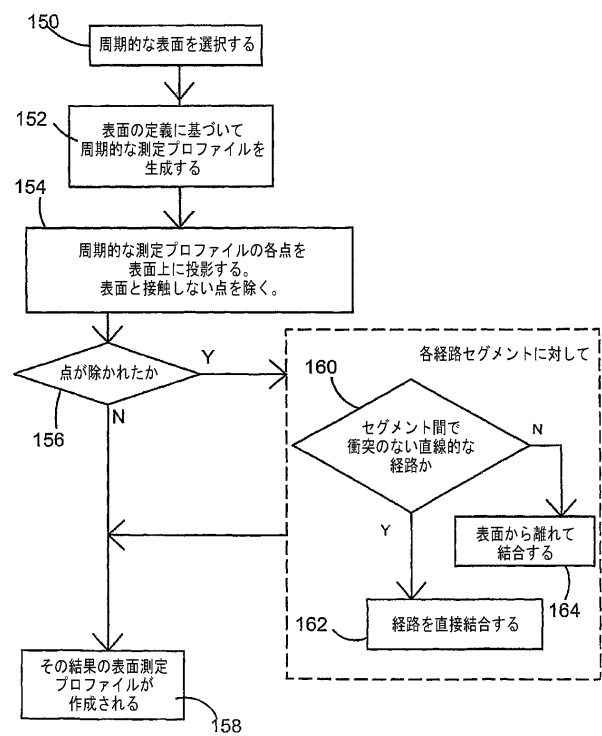 150
周期的な表面を選択する
152
表面の定義に基づいて
周期的な測定プロファイルを
生成する
154
周期的な測定プロファイルの各点を
表面上に投影する。
表面と接触しない点を除く。
点が除かれたか
Y
156
N
各経路セグメントに対して
160
セグメント間で
衝突のない直線的な
経路か
N
Y
表面から離れて
結合する
164
162
経路を直接結合する
その結果の表面測定
プロファイルが
作成される
158